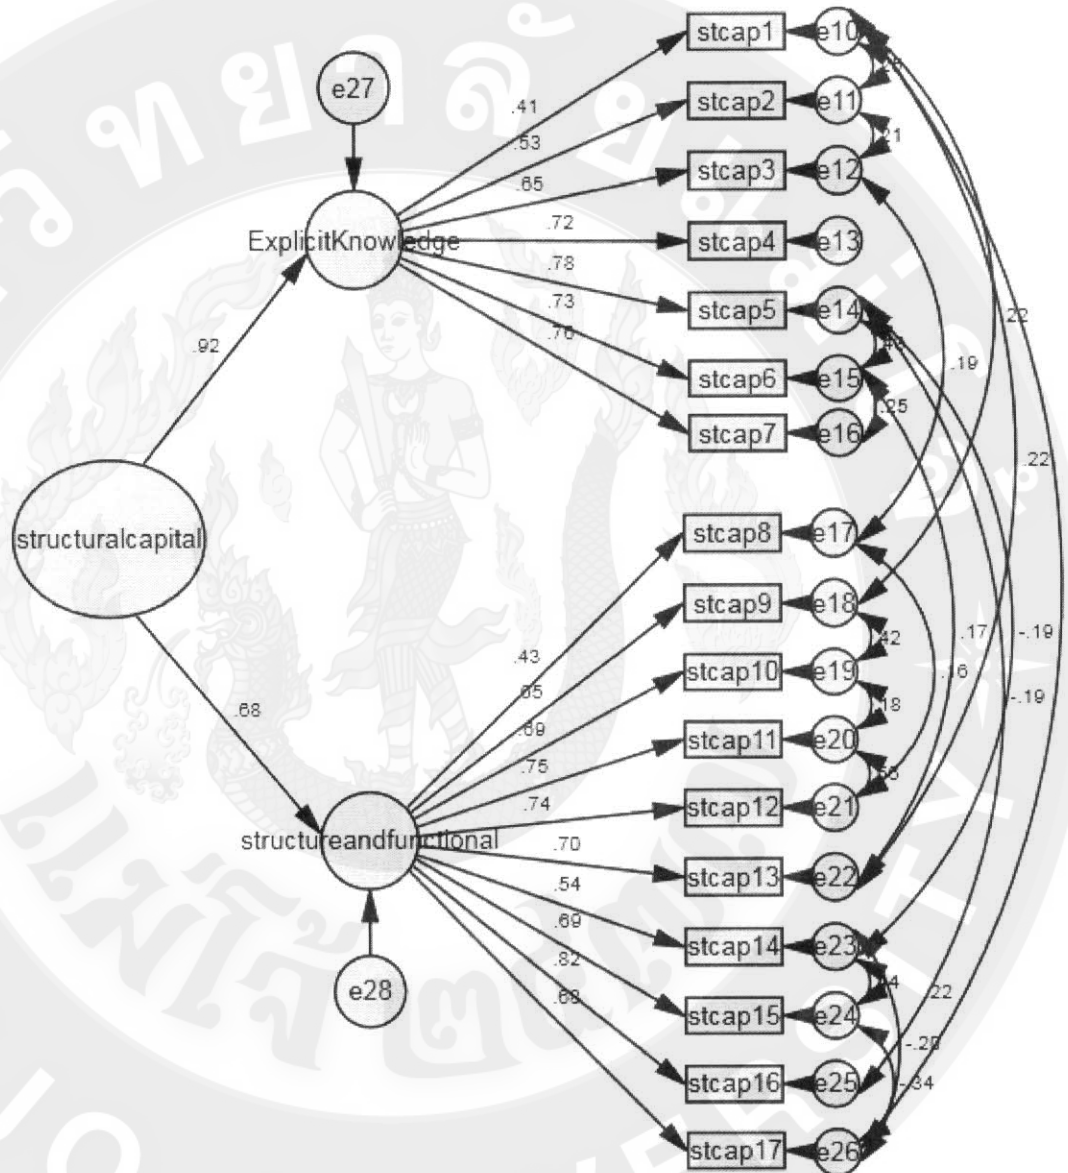 stcap1
e10
e27
stcap2
e11
.41
.53
.21
stcap3
e12
.65
.72
ExplicitKnowledge
stcap4
e13
.78
stcap5
e14
.22
.73
.76
.92
.19
stcap6
e15
.25
stcap7
e16
.22
structuralcapital
stcap8
e17
stcap9
e18
.43
.42
.17
-.19
.65
stcap10
e19
.16
.69
.18
-.19
.68
.75
stcap11
e20
.74
stcap12
e21
structureandfunctional
.70
stcap13
e22
.54
.69
stcap14
e23
.82
e28
.68
.22
stcap15
e24
stcap16
e25
-.34
stcap17
e26